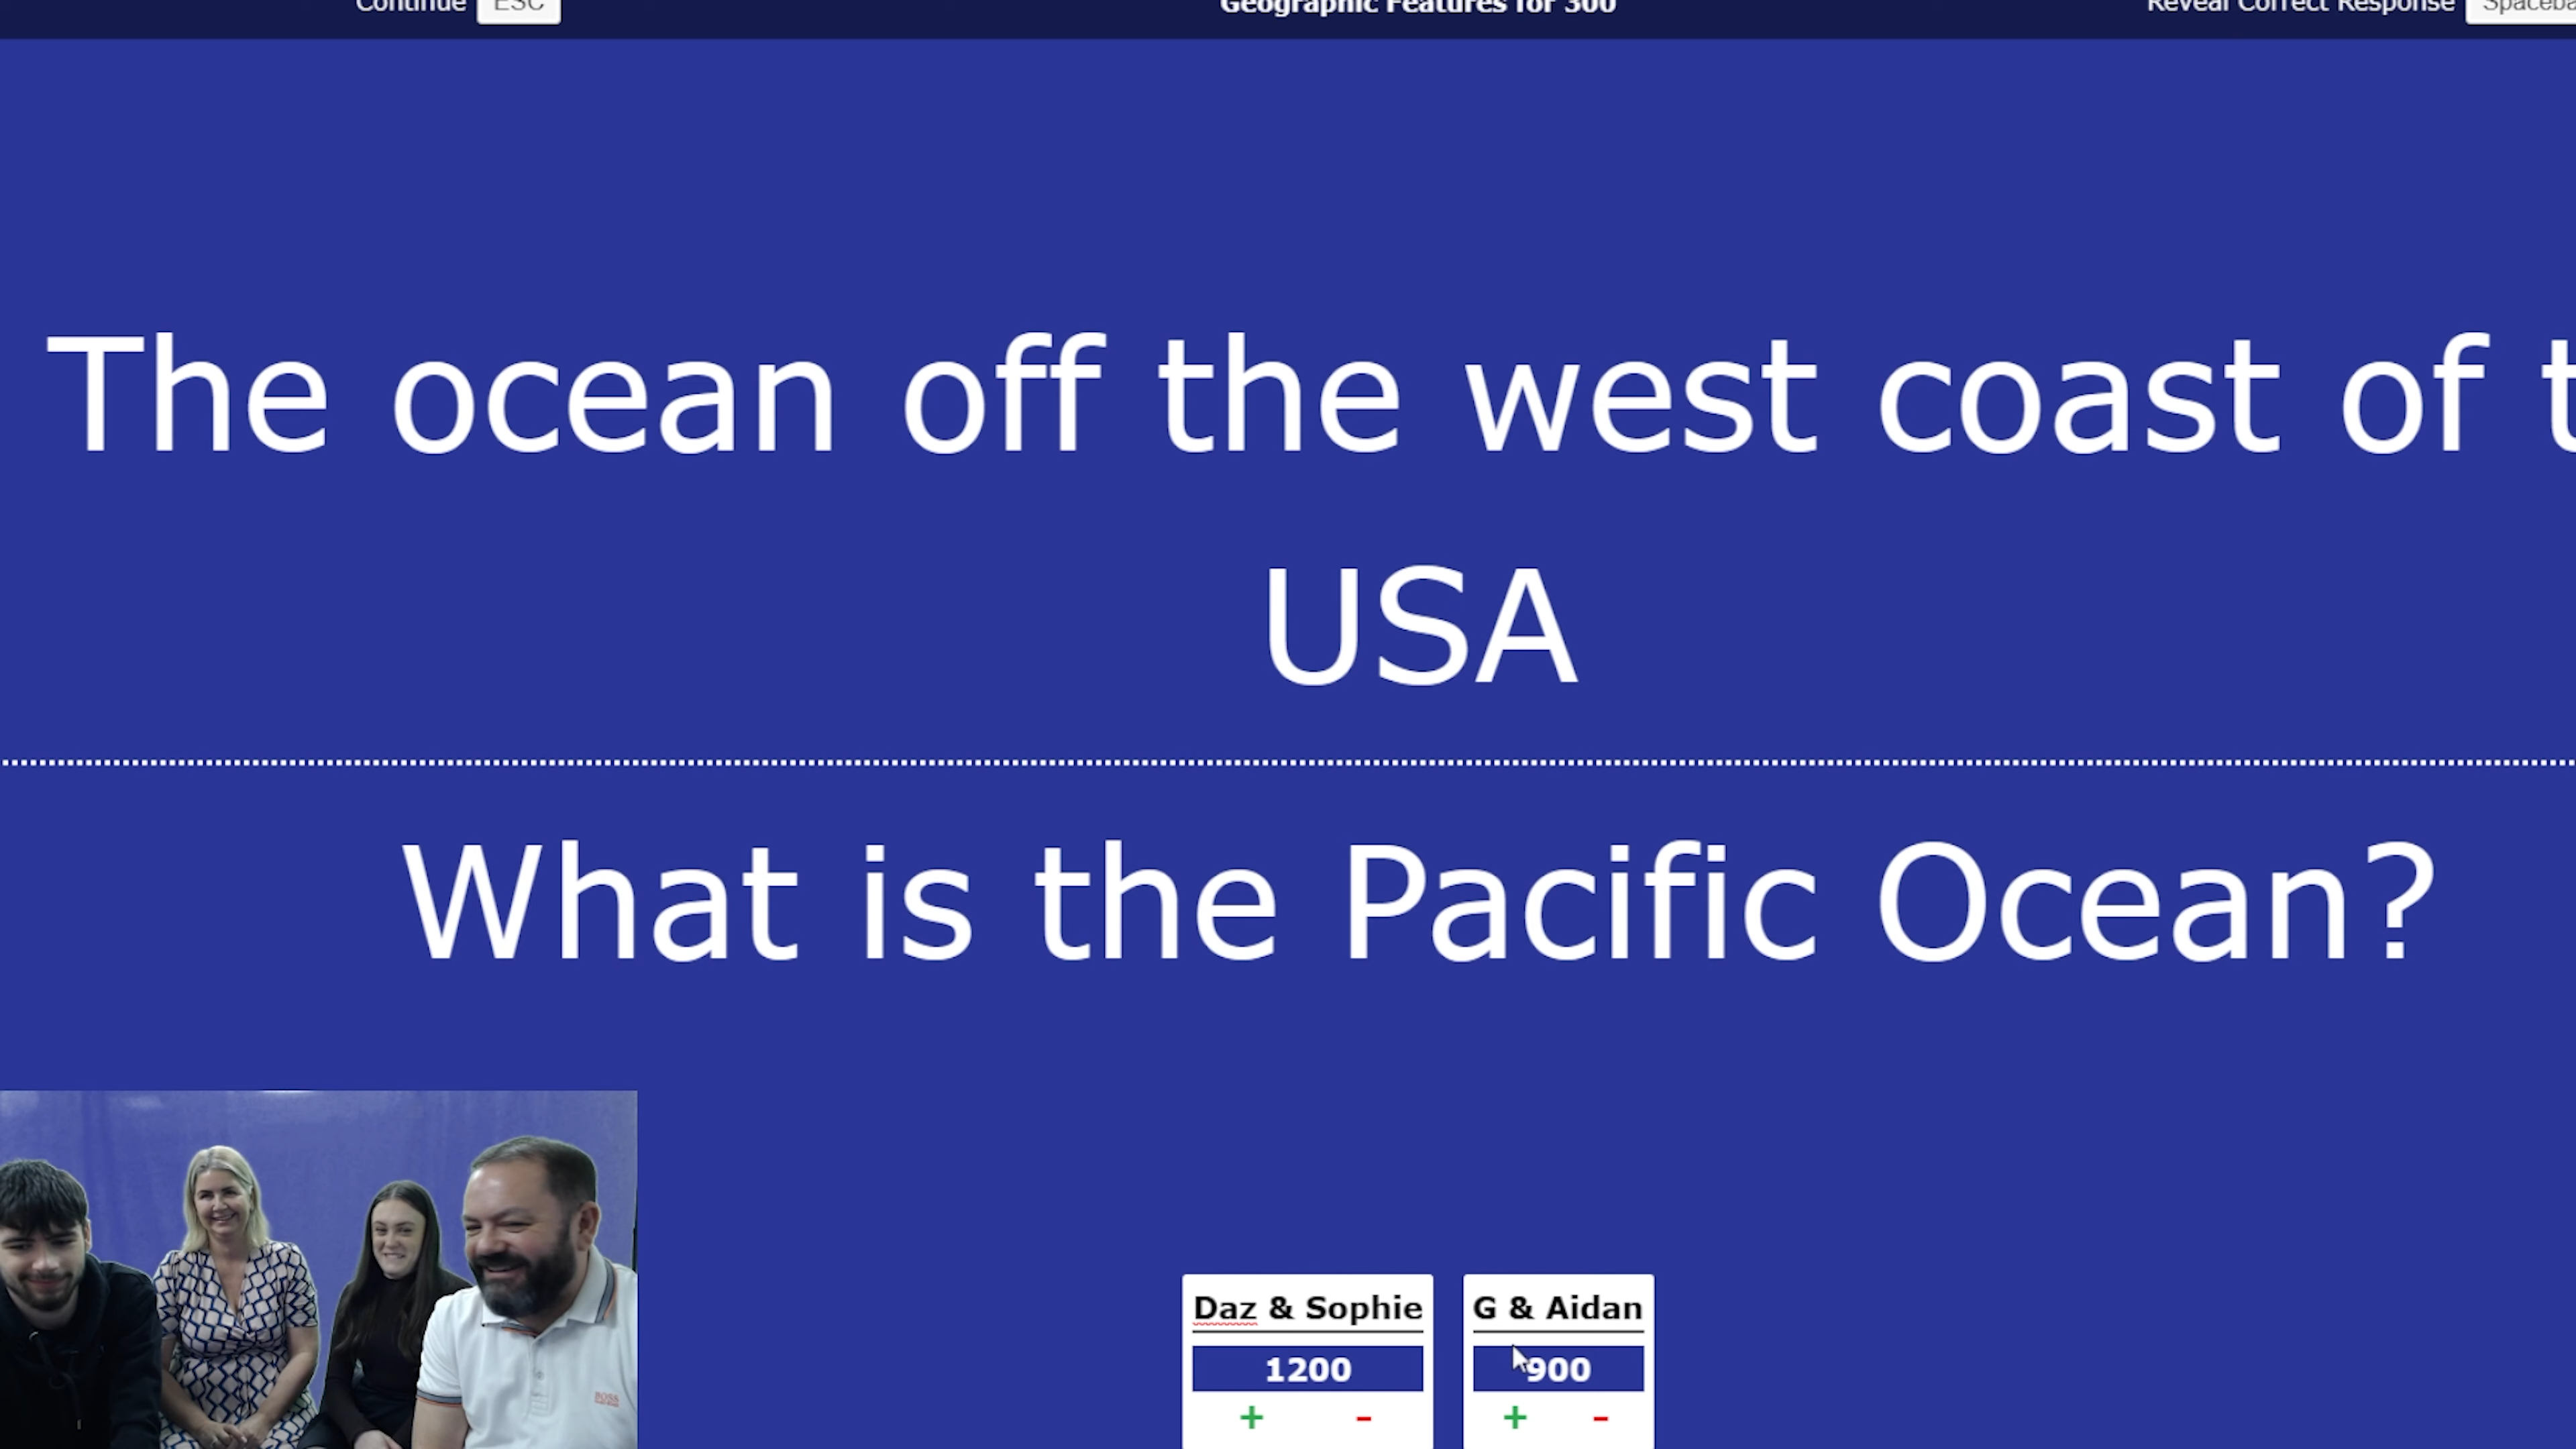 Continue ESC
Geographic Features for 300
Reveal Correct Response
The ocean off the west coast of
USA
What is the Pacific Ocean?
Daz & Sophie
G & Aidan
1200
900
+ -
+ -
BOSS